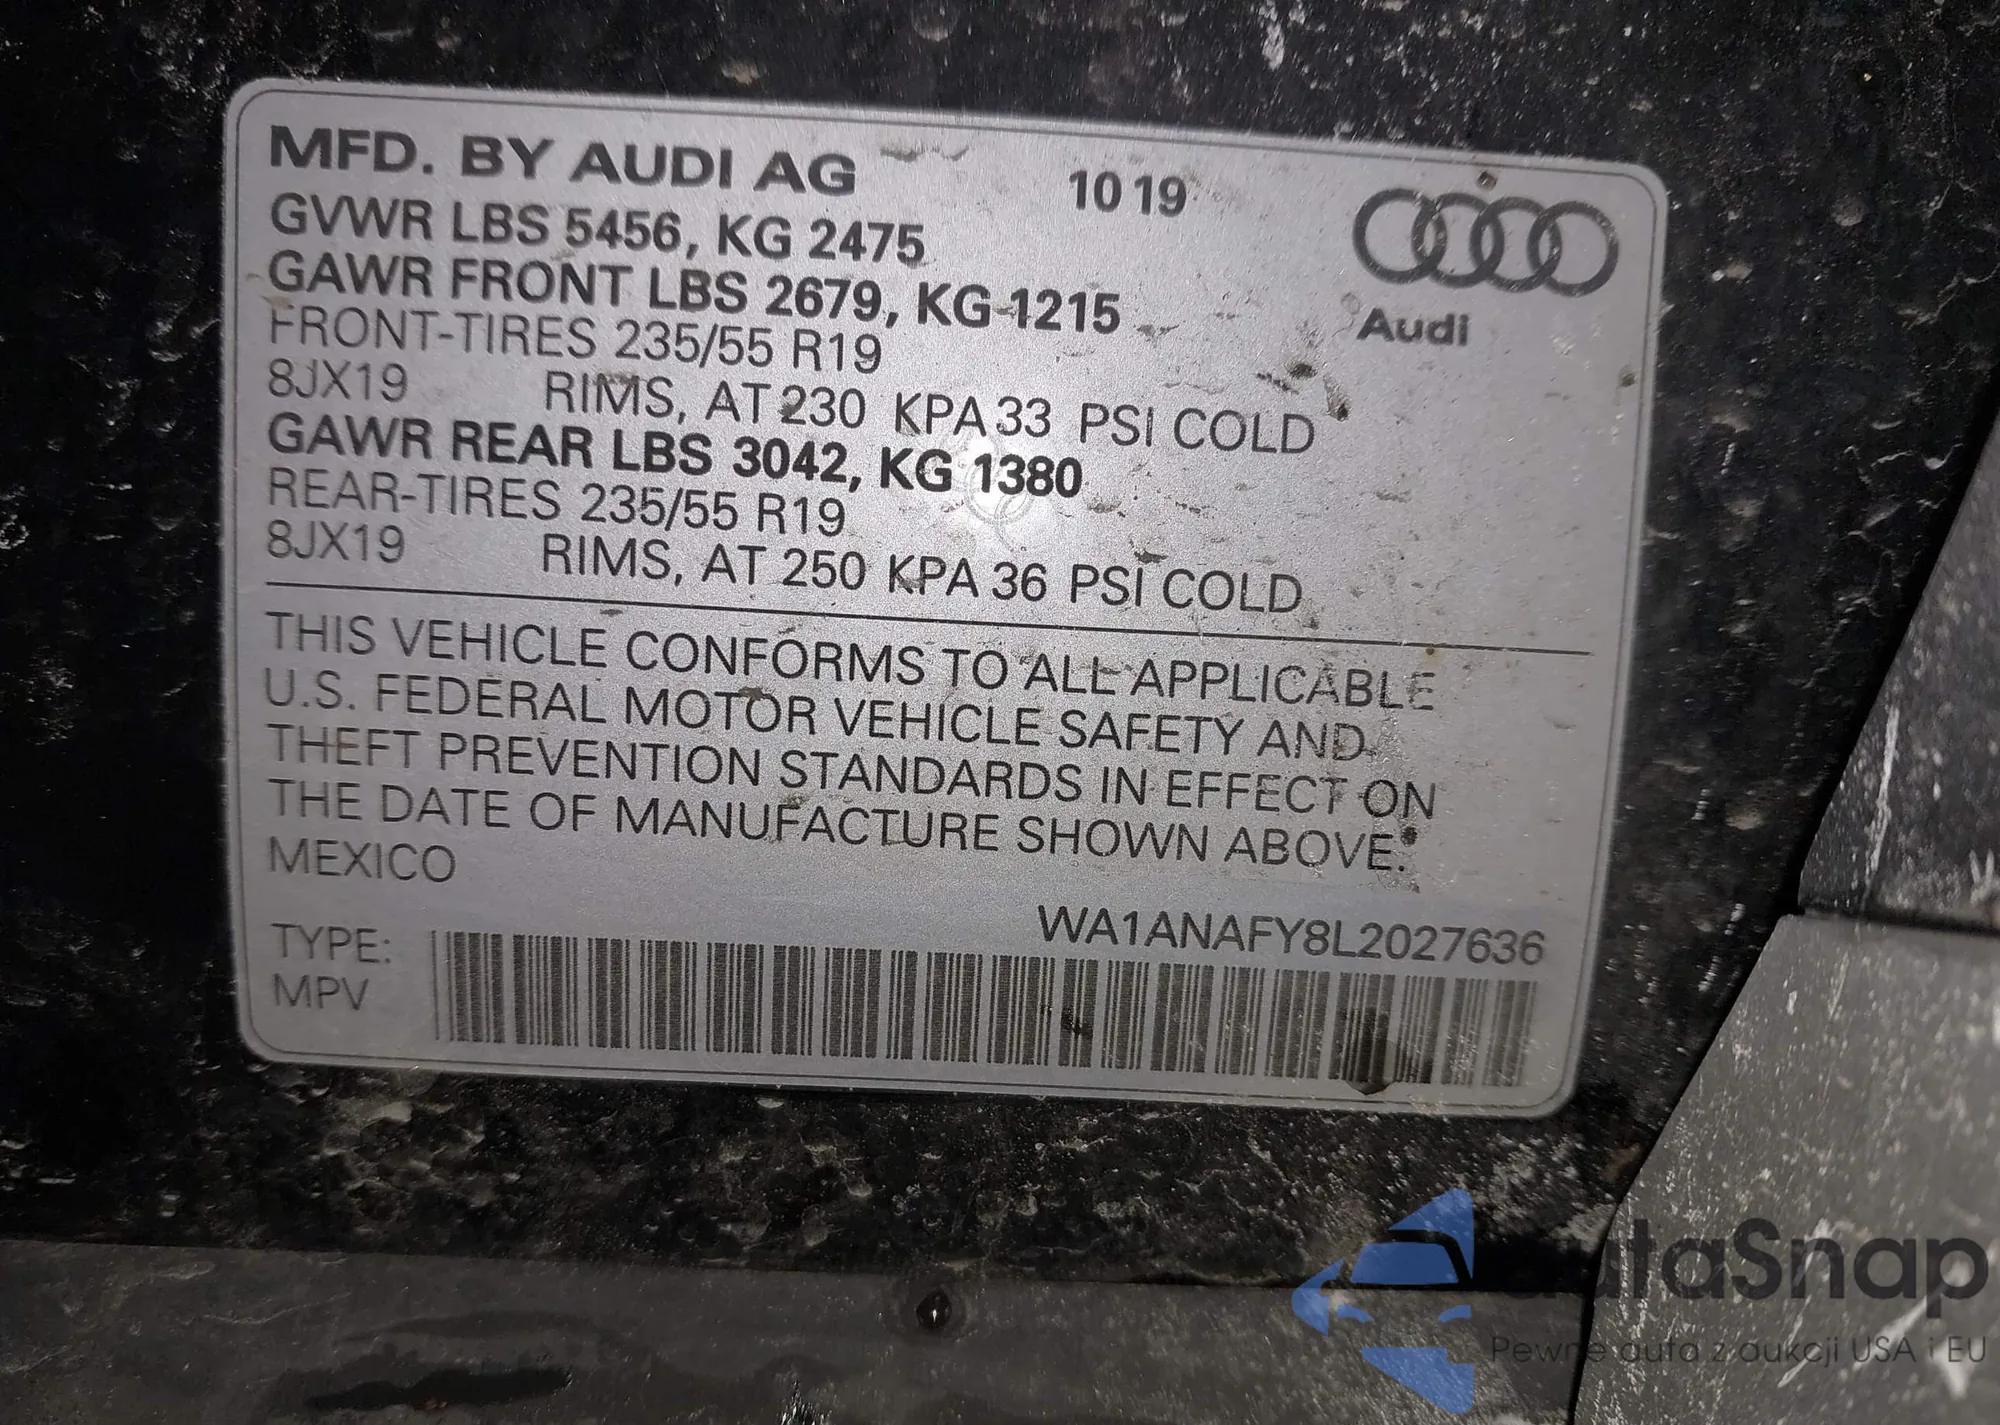 MFD. BY AUDI AG 10 19
GVWR LBS 5456, KG 2475
GAWR FRONT LBS 2679, KG 1215
Audi
FRONT-TIRES 235/55 R19
8JX19 RIMS, AT 230 KPA 33 PSI COLD
GAWR REAR LBS 3042, KG 1380
REAR-TIRES 235/55 R19
8JX19 RIMS, AT 250 KPA 36 PSI COLD
THIS VEHICLE CONFORMS TO ALL APPLICABLE
U.S. FEDERAL MOTOR VEHICLE SAFETY AND
THEFT PREVENTION STANDARDS IN EFFECT ON
THE DATE OF MANUFACTURE SHOWN ABOVE.
MEXICO
WA1ANAFY8L2027636
TYPE:
MPV
autaSnap
Pewne auta z aukcji USA i EU